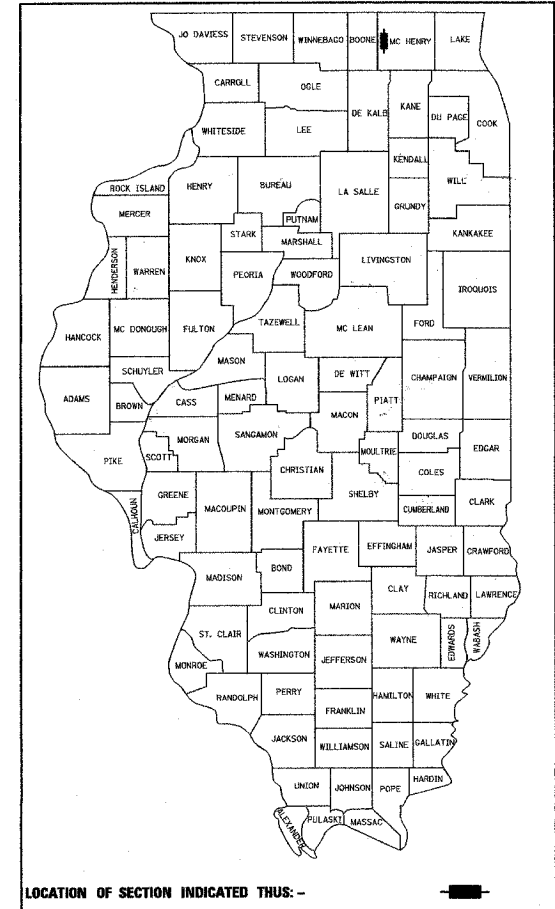 JO DAVIESS STEVENSON WINNEBAGO BOONE MC HENRY LAKE
CARROLL OGLE DE KALB KANE DU PAGE COOK
WHITESIDE LEE
KENDALL WILL
ROCK ISLAND HENRY BUREAU LA SALLE GRUNDY
MERCER PUTNAM KANKAKEE
STARK MARSHALL
HENDERSON WARREN KNOX PEORIA WOODFORD LIVINGSTON IROQUOIS
TAZEWELL MC LEAN FORD
HANCOCK MC DONOUGH FULTON
MASON
SCHUYLER LOGAN DE WITT CHAMPAIGN VERMILION
ADAMS BROWN CASS MENARD MACON PIATT
MORGAN SANGAMON DOUGLAS
PIKE SCOTT CHRISTIAN MOULTRIE COLES EDGAR
CALHOUN GREENE MACOUPIN MONTGOMERY SHELBY CUMBERLAND CLARK
JERSEY FAYETTE EFFINGHAM JASPER CRAWFORD
MADISON BOND
CLAY RICHLAND LAWRENCE
CLINTON MARION
ST. CLAIR WAYNE EDWARDS WABASH
WASHINGTON JEFFERSON
MONROE
RANDOLPH PERRY HAMILTON WHITE
FRANKLIN
JACKSON WILLIAMSON SALINE GALLATIN
UNION JOHNSON POPE HARDIN
ALEXANDER PULASKI MASSAC
LOCATION OF SECTION INDICATED THUS: -